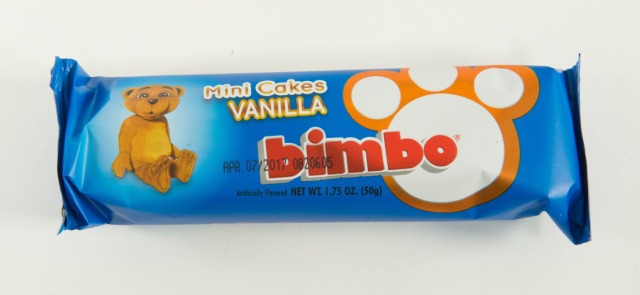 Mini Cakes
VANILLA
bimbo®
APR. 07/2017 0820605
Artificially Flavored NET WT. 1.75 OZ. (50g)